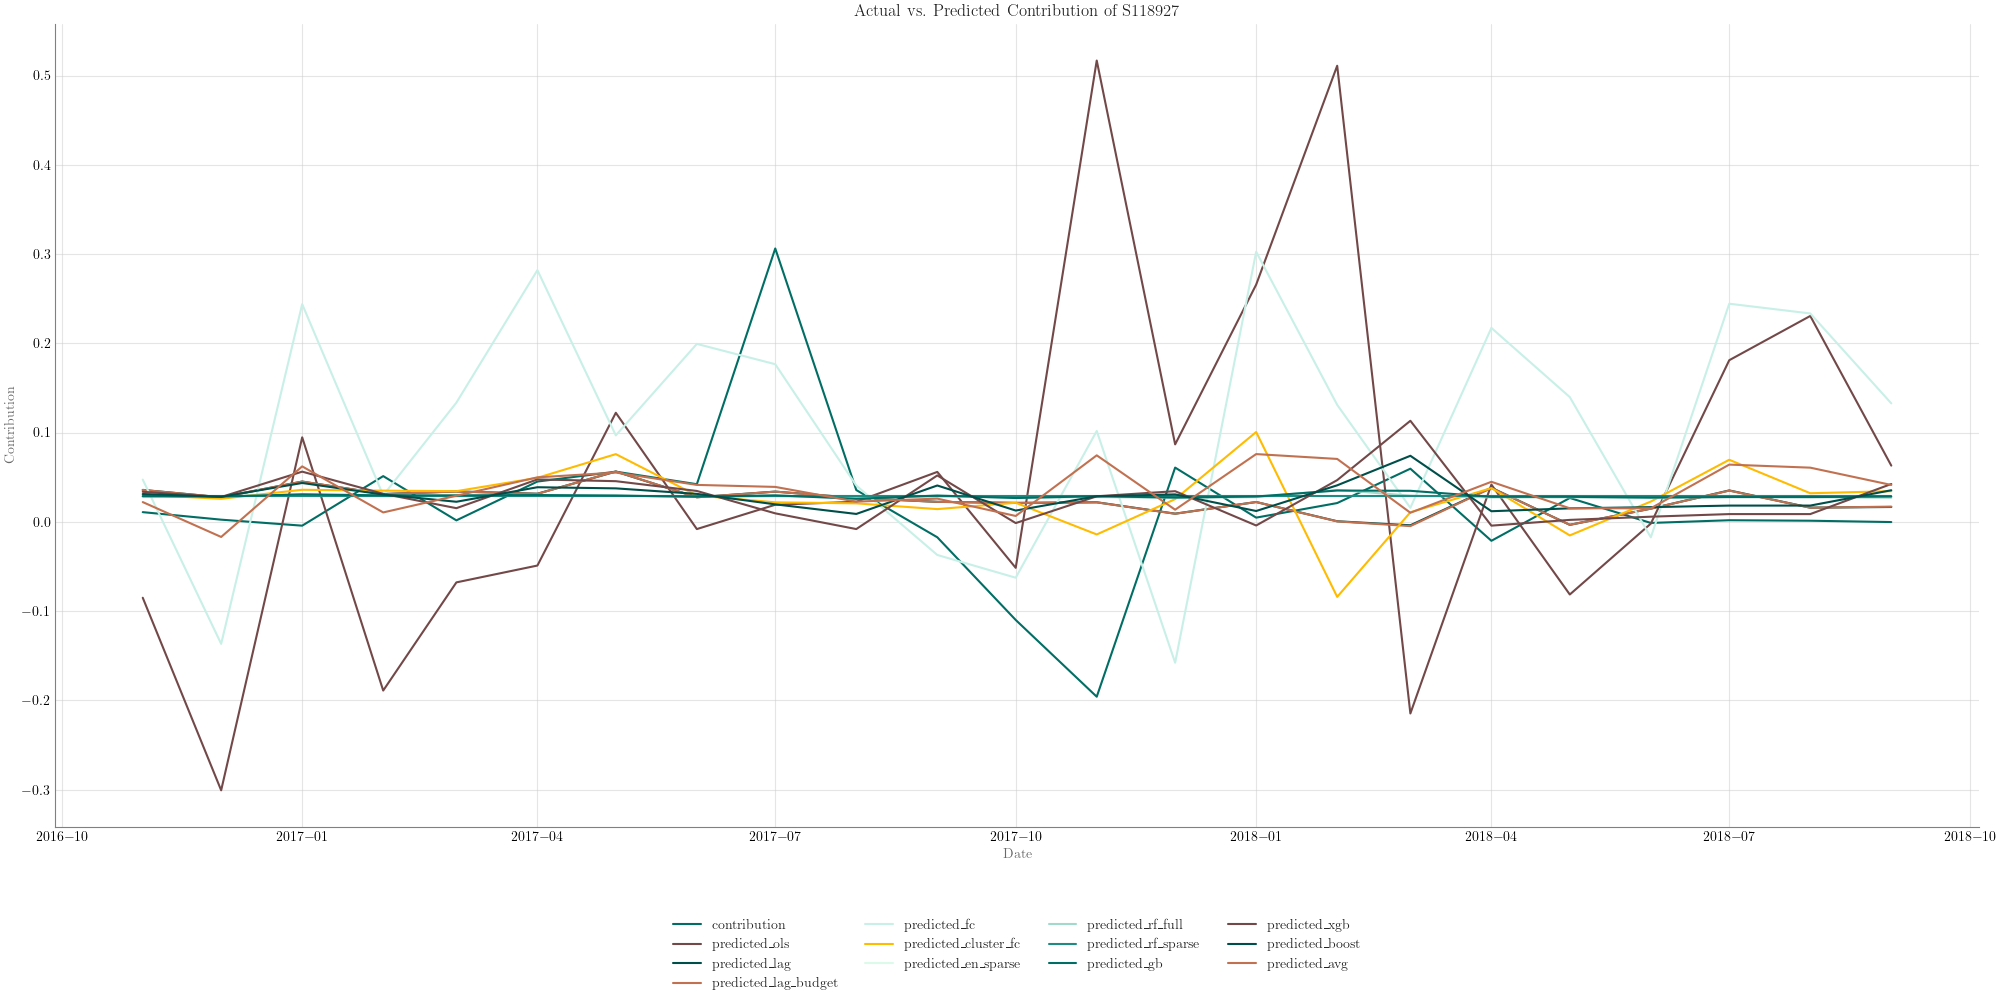 Actual vs. Predicted Contribution of S118927
Contribution
0.5
0.4
0.3
0.2
0.1
0.0
−0.1
−0.2
−0.3
2016−10 2017−01 2017−04 2017−07 2017−10 2018−01 2018−04 2018−07 2018−10
Date
contribution predicted_fc predicted_rf_full predicted_xgb
predicted_ols predicted_cluster_fc predicted_rf_sparse predicted_boost
predicted_lag predicted_en_sparse predicted_gb predicted_avg
predicted_lag_budget